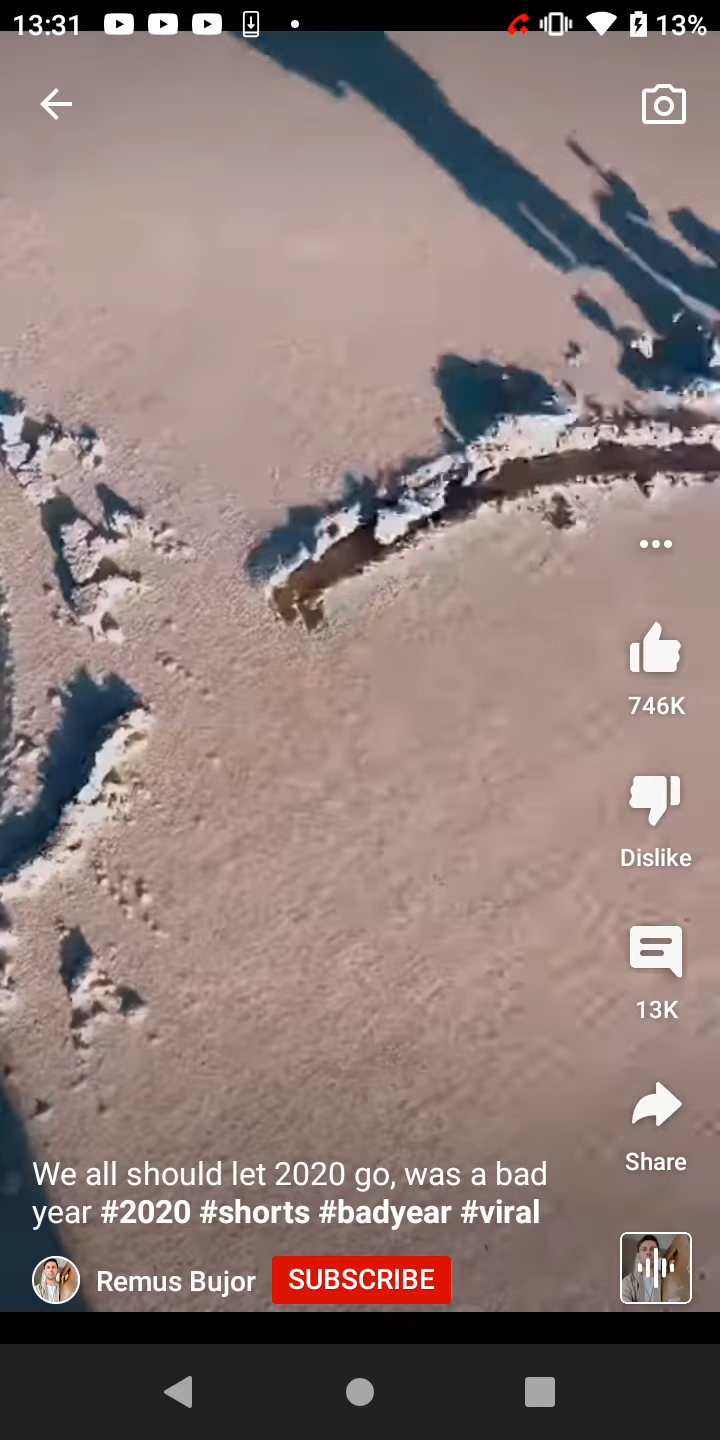 13:31
13%
746K
Dislike
13K
Share
We all should let 2020 go, was a bad
year #2020 #shorts #badyear #viral
Remus Bujor SUBSCRIBE